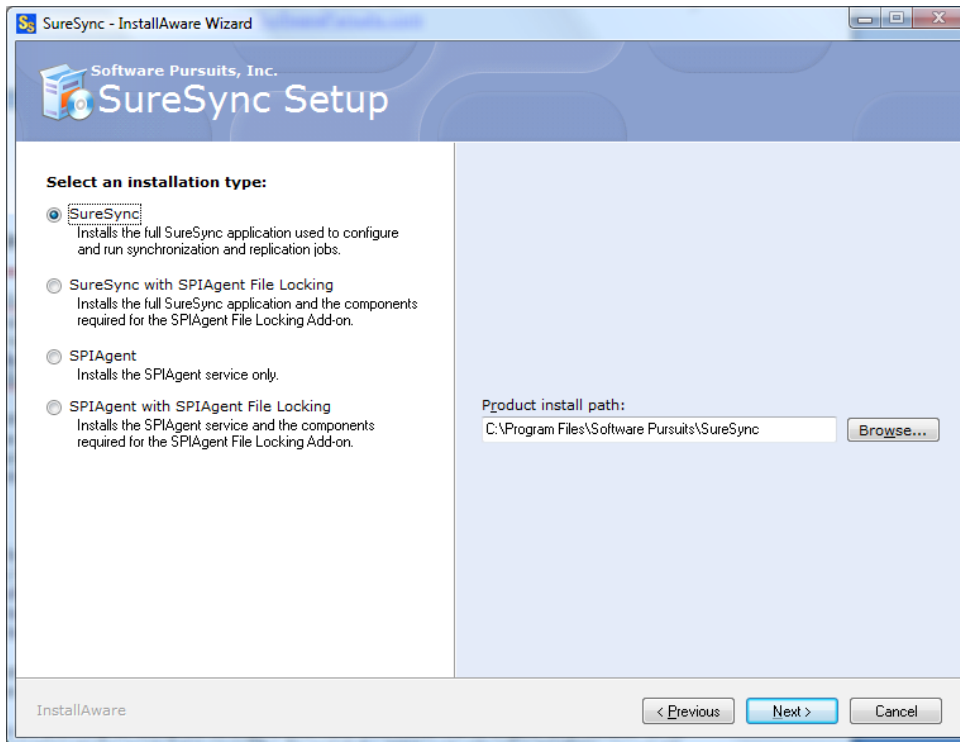 SureSync - InstallAware Wizard
Software Pursuits, Inc.
SureSync Setup
Select an installation type:
SureSync
Installs the full SureSync application used to configure
and run synchronization and replication jobs.
SureSync with SPIAgent File Locking
Installs the full SureSync application and the components
required for the SPIAgent File Locking Add-on.
SPIAgent
Installs the SPIAgent service only.
SPIAgent with SPIAgent File Locking
Installs the SPIAgent service and the components
required for the SPIAgent File Locking Add-on.
Product install path:
C:\Program Files\Software Pursuits\SureSync
Browse...
InstallAware
< Previous
Next >
Cancel